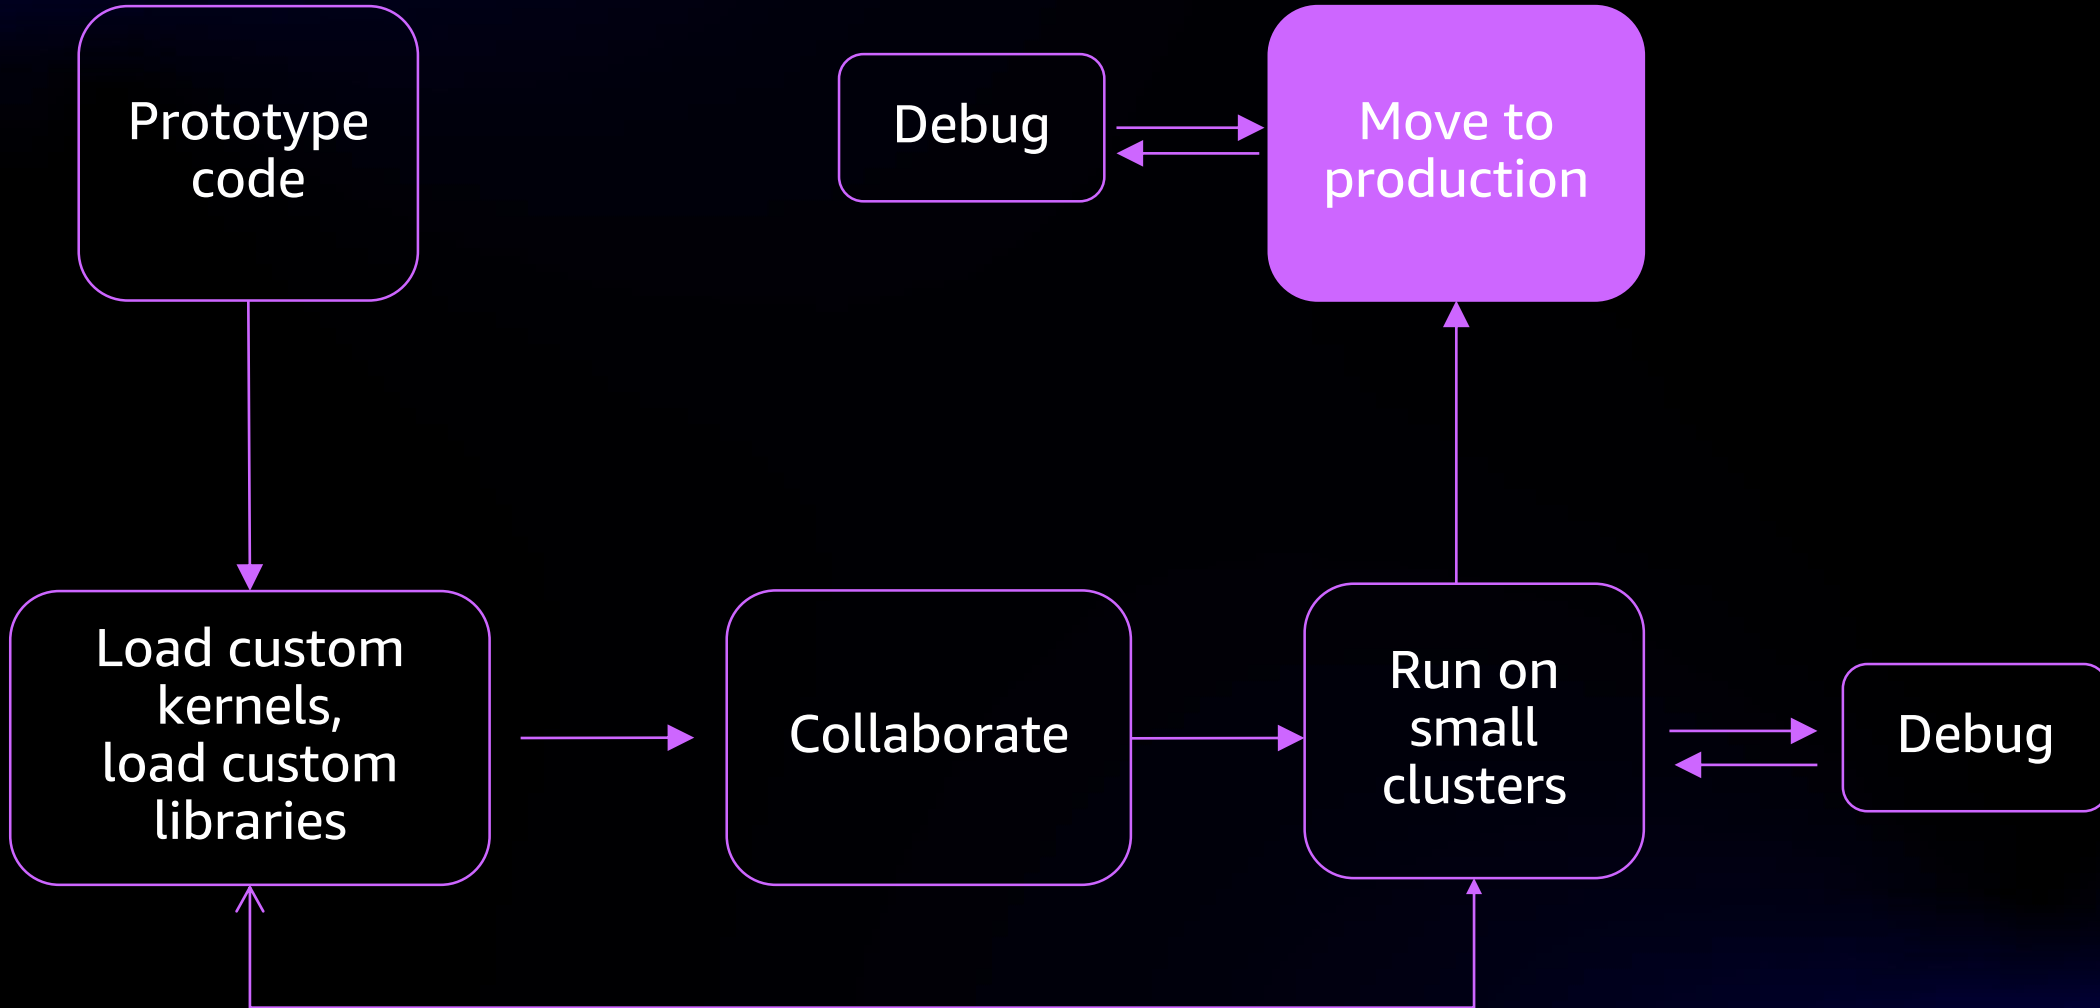 Prototype
code
Debug
Move to
production
Load custom
kernels,
load custom
libraries
Collaborate
Run on
small
clusters
Debug